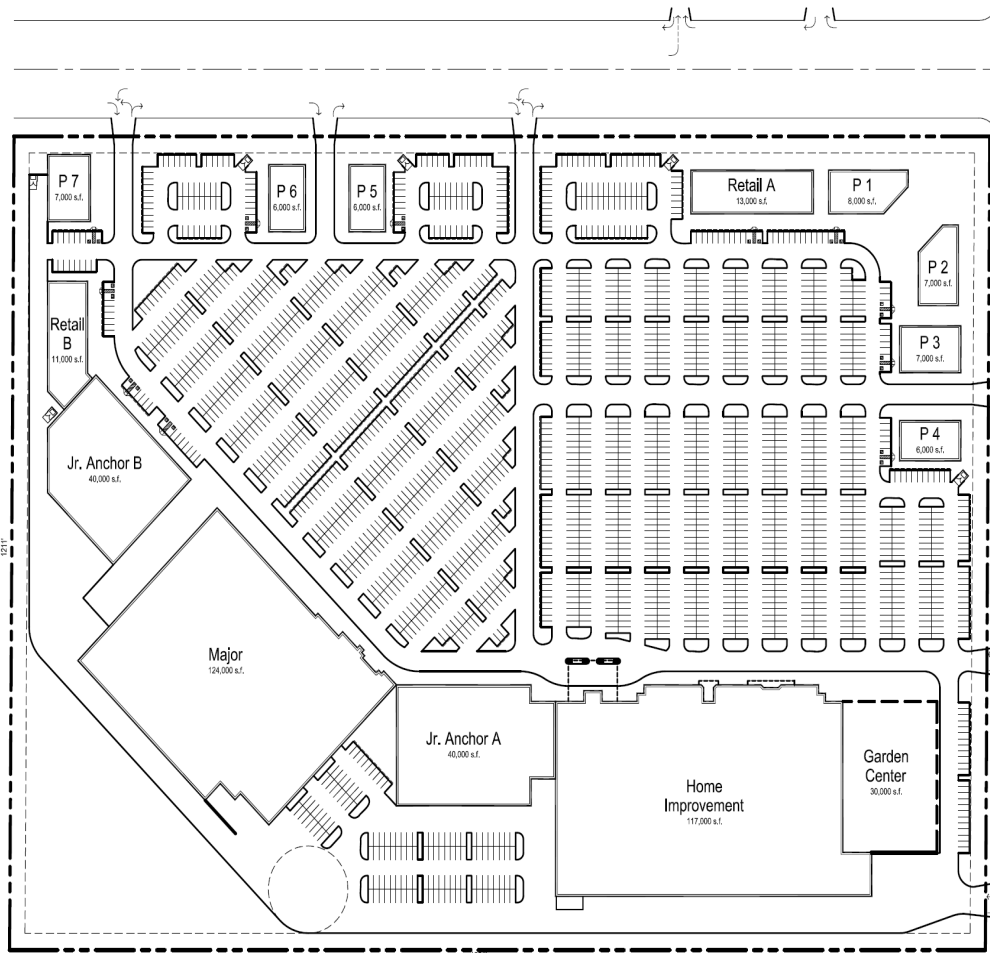 P 7
7,000 s.f.
P 6
6,000 s.f.
P 5
6,000 s.f.
Retail A
13,000 s.f.
P 1
8,000 s.f.
P 2
7,000 s.f.
Retail
B
11,000 s.f.
P 3
7,000 s.f.
P 4
6,000 s.f.
Jr. Anchor B
40,000 s.f.
1211'
Major
124,000 s.f.
Jr. Anchor A
40,000 s.f.
Home
Improvement
117,000 s.f.
Garden
Center
30,000 s.f.